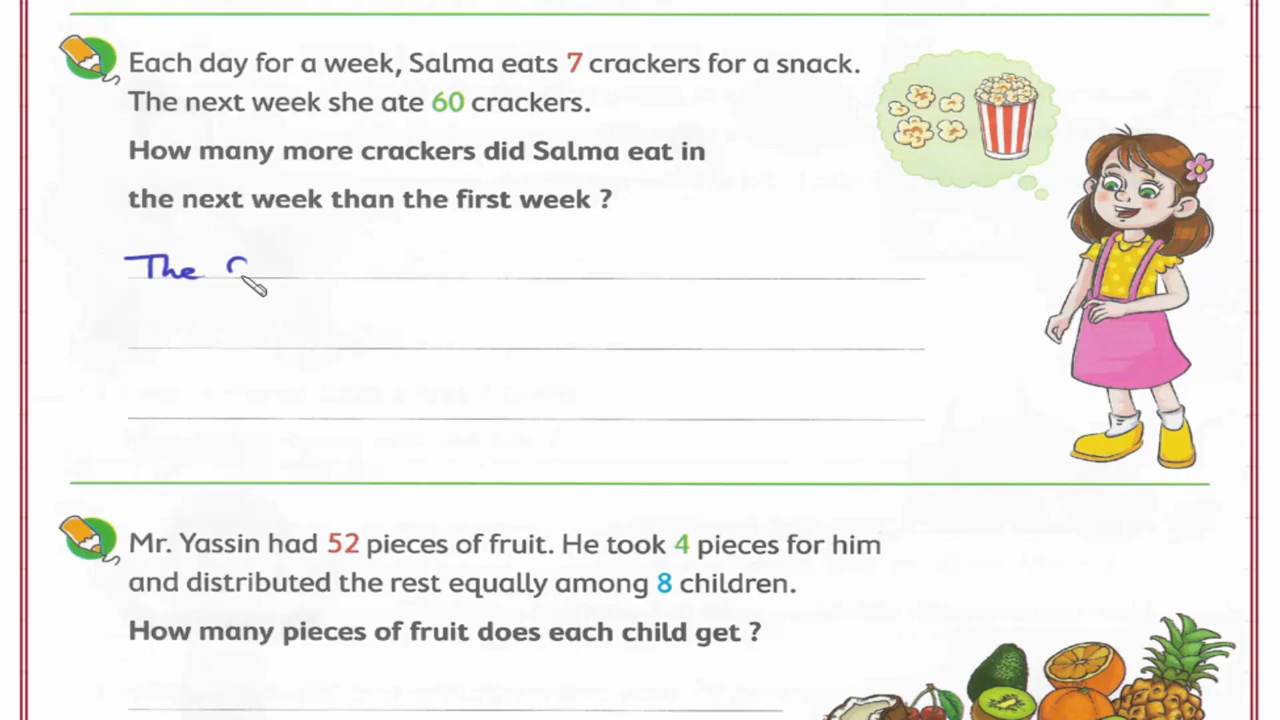 Each day for a week, Salma eats 7 crackers for a snack.
The next week she ate 60 crackers.
How many more crackers did Salma eat in
the next week than the first week ?
The
Mr. Yassin had 52 pieces of fruit. He took 4 pieces for him
and distributed the rest equally among 8 children.
How many pieces of fruit does each child get ?